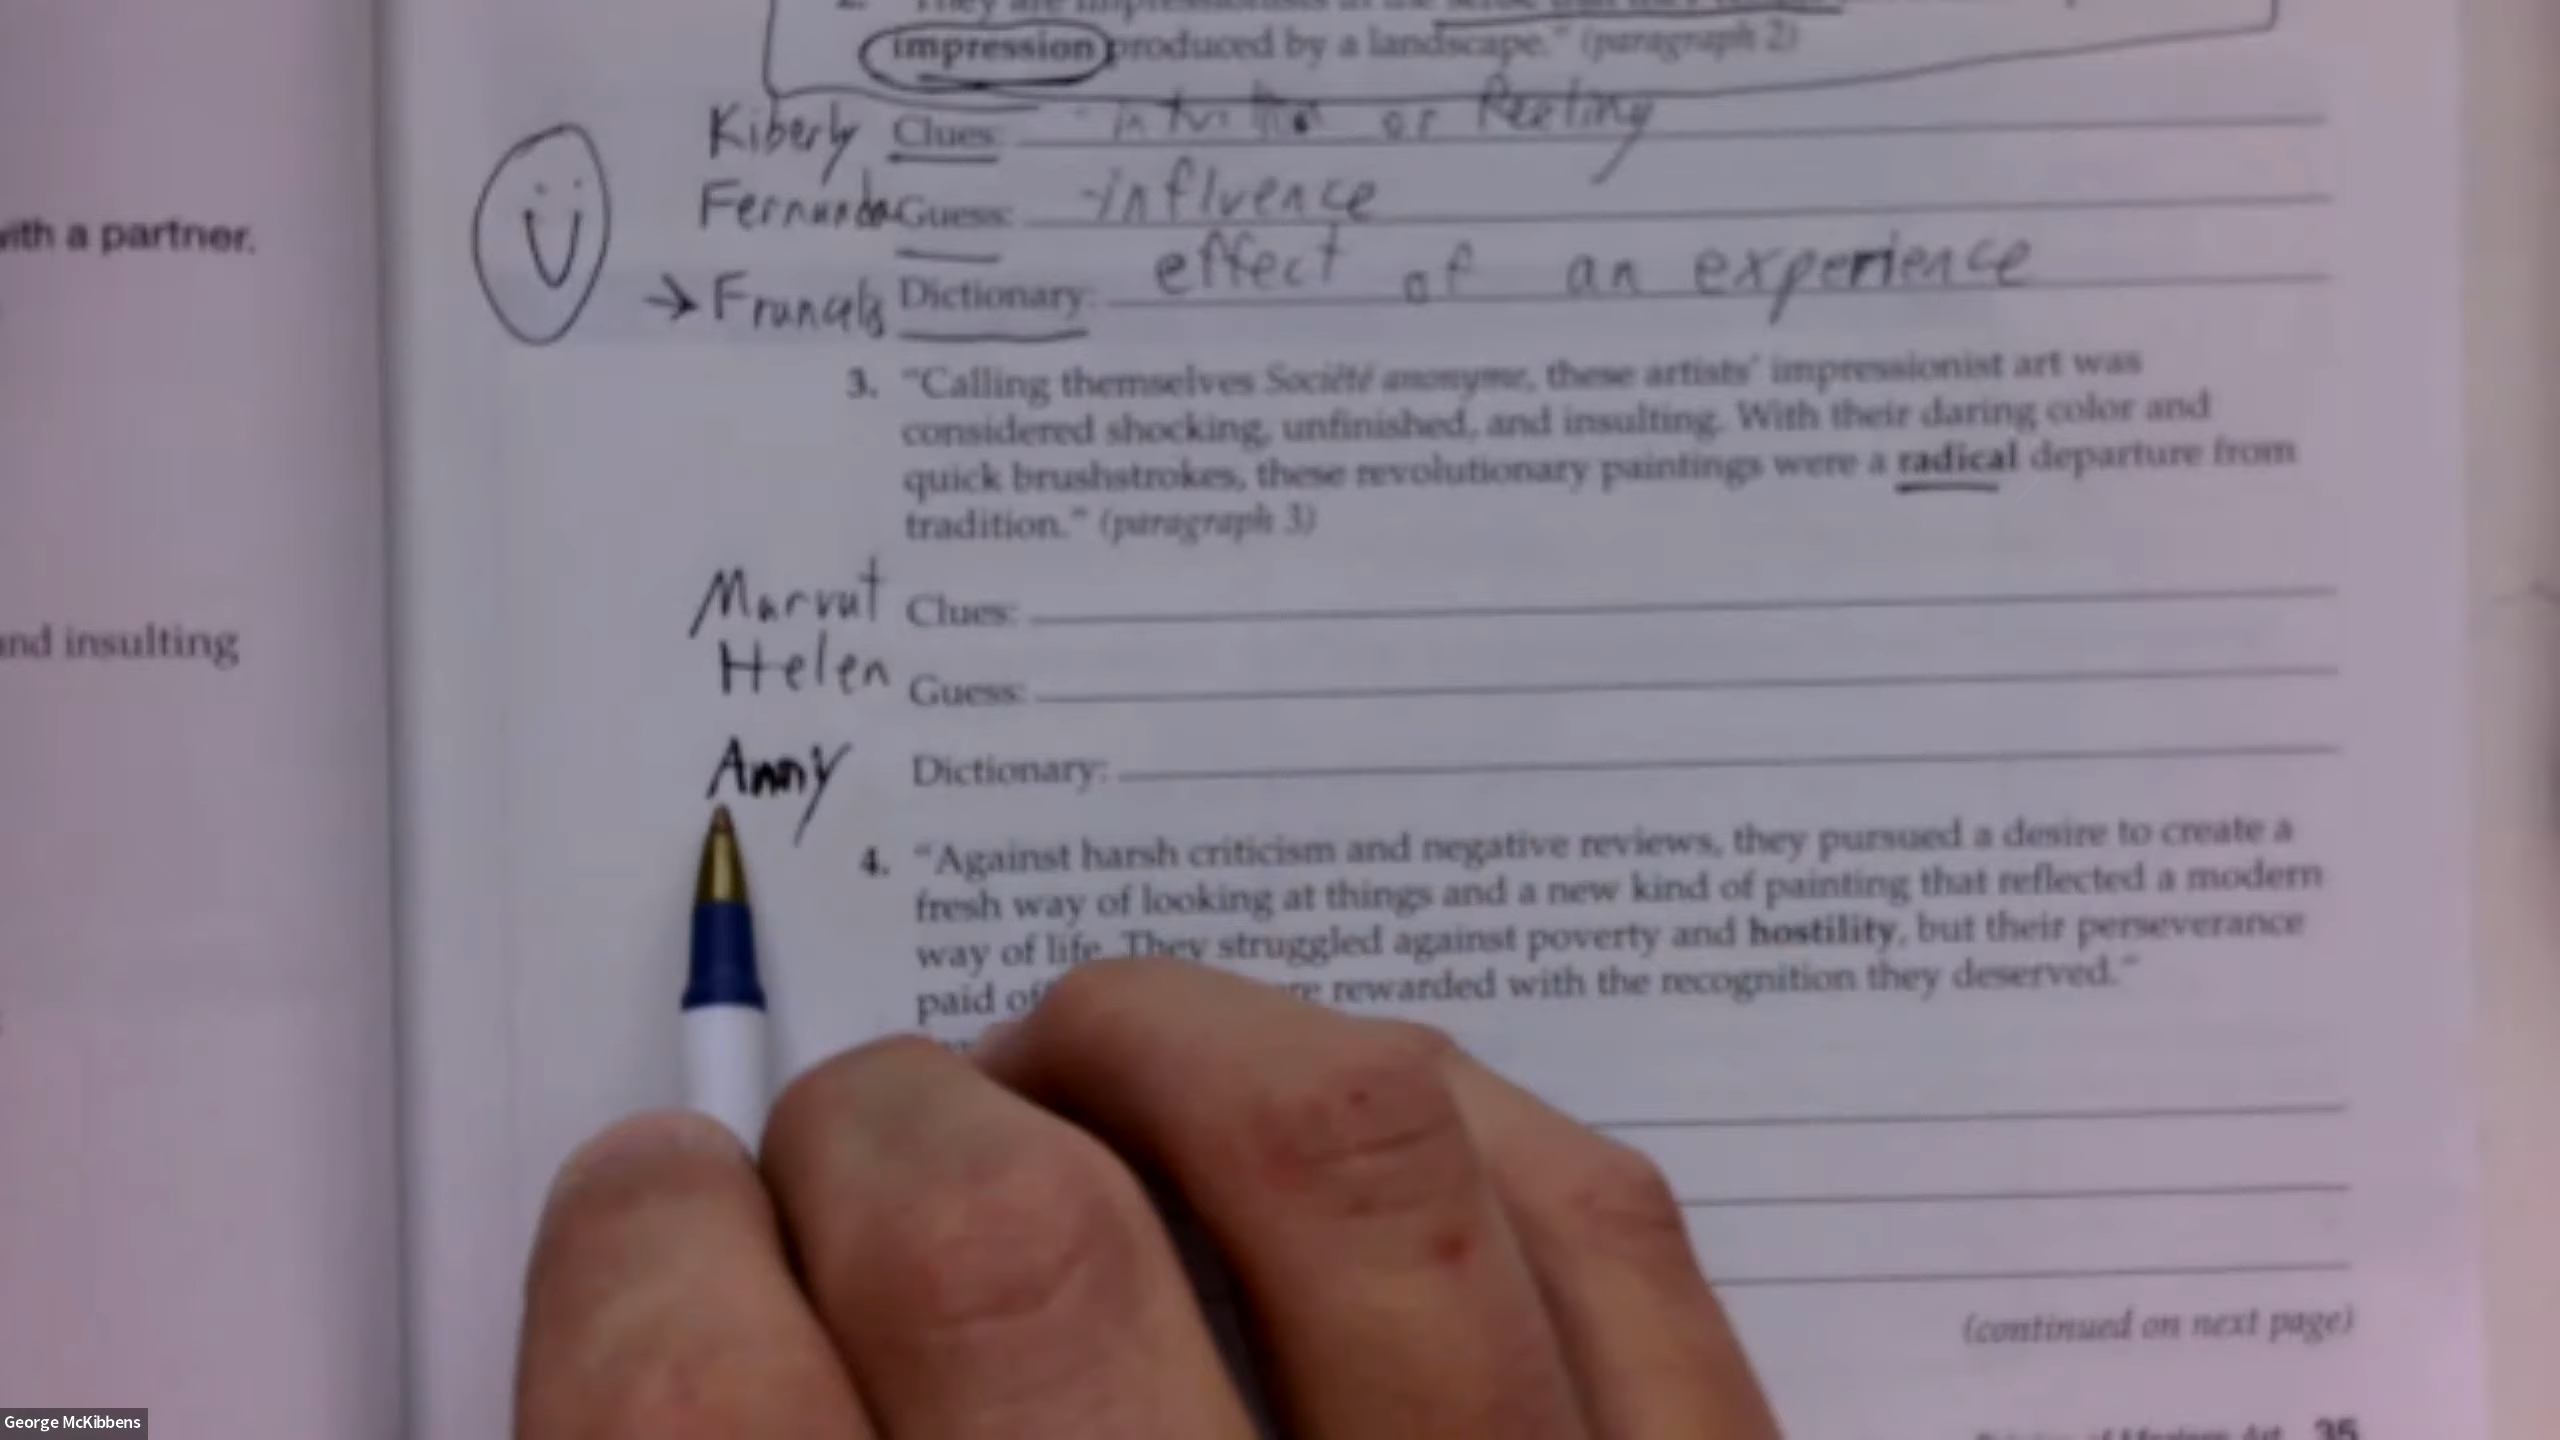 impression produced by a landscape." (paragraph 2)
Kiberly Clues: - intuition or feeling
Fernanda Guess: -influence
→ Francels Dictionary: effect of an experience
with a partner.
3. "Calling themselves Société anonyme, these artists' impressionist art was
considered shocking, unfinished, and insulting. With their daring color and
quick brushstrokes, these revolutionary paintings were a radical departure from
tradition." (paragraph 3)
Marvut Clues:
and insulting
Helen Guess:
Anny Dictionary:
4. "Against harsh criticism and negative reviews, they pursued a desire to create a
fresh way of looking at things and a new kind of painting that reflected a modern
way of life. They struggled against poverty and hostility, but their perseverance
paid rewarded with the recognition they deserved."
(continued on next page)
35
George McKibbens